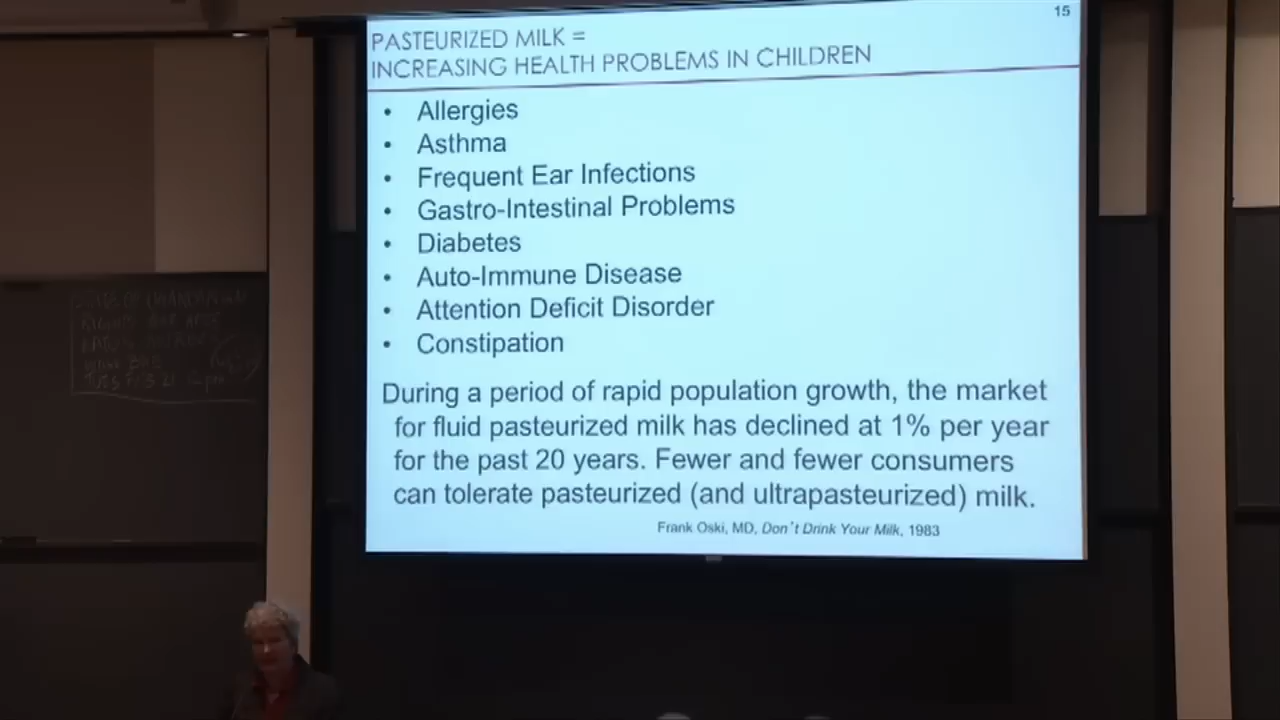 15
PASTEURIZED MILK =
INCREASING HEALTH PROBLEMS IN CHILDREN
• Allergies
• Asthma
• Frequent Ear Infections
• Gastro-Intestinal Problems
• Diabetes
• Auto-Immune Disease
• Attention Deficit Disorder
• Constipation
During a period of rapid population growth, the market
for fluid pasteurized milk has declined at 1% per year
for the past 20 years. Fewer and fewer consumers
can tolerate pasteurized (and ultrapasteurized) milk.
Frank Oski, MD, Don't Drink Your Milk, 1983